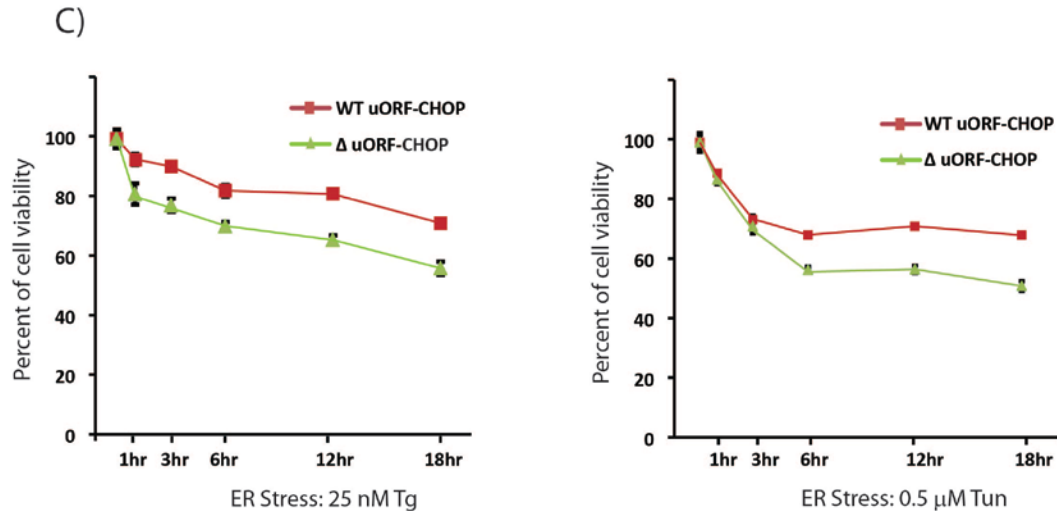 C)
Percent of cell viability
100
80
60
40
20
0
WT uORF-CHOP
Δ uORF-CHOP
1hr 3hr 6hr 12hr 18hr
ER Stress: 25 nM Tg
Percent of cell viability
100
80
60
40
20
0
WT uORF-CHOP
Δ uORF-CHOP
1hr 3hr 6hr 12hr 18hr
ER Stress: 0.5 μM Tun